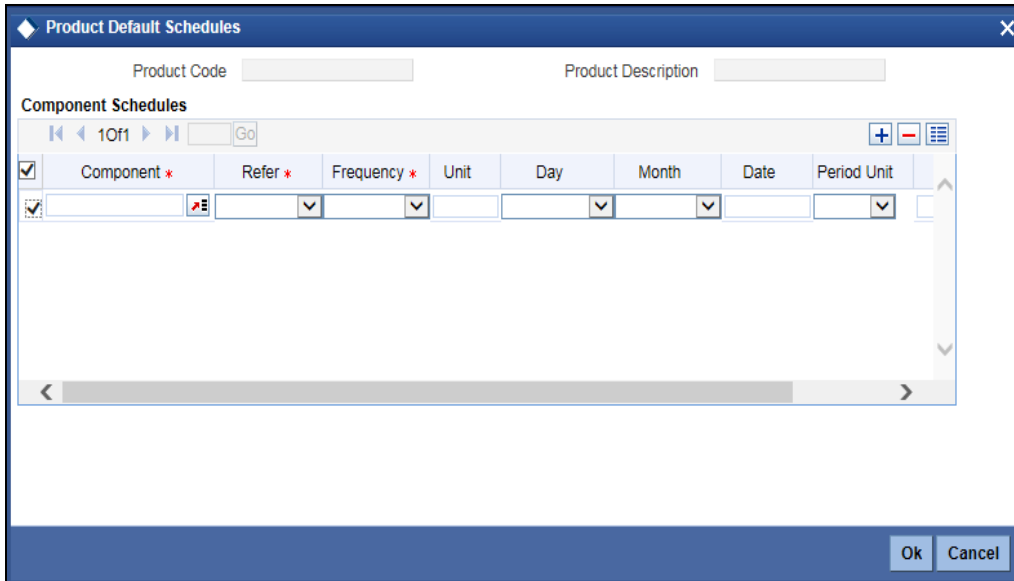 Product Default Schedules
Product Code
Product Description
Component Schedules
1Of1 Go
Component * Refer * Frequency * Unit Day Month Date Period Unit
Ok Cancel